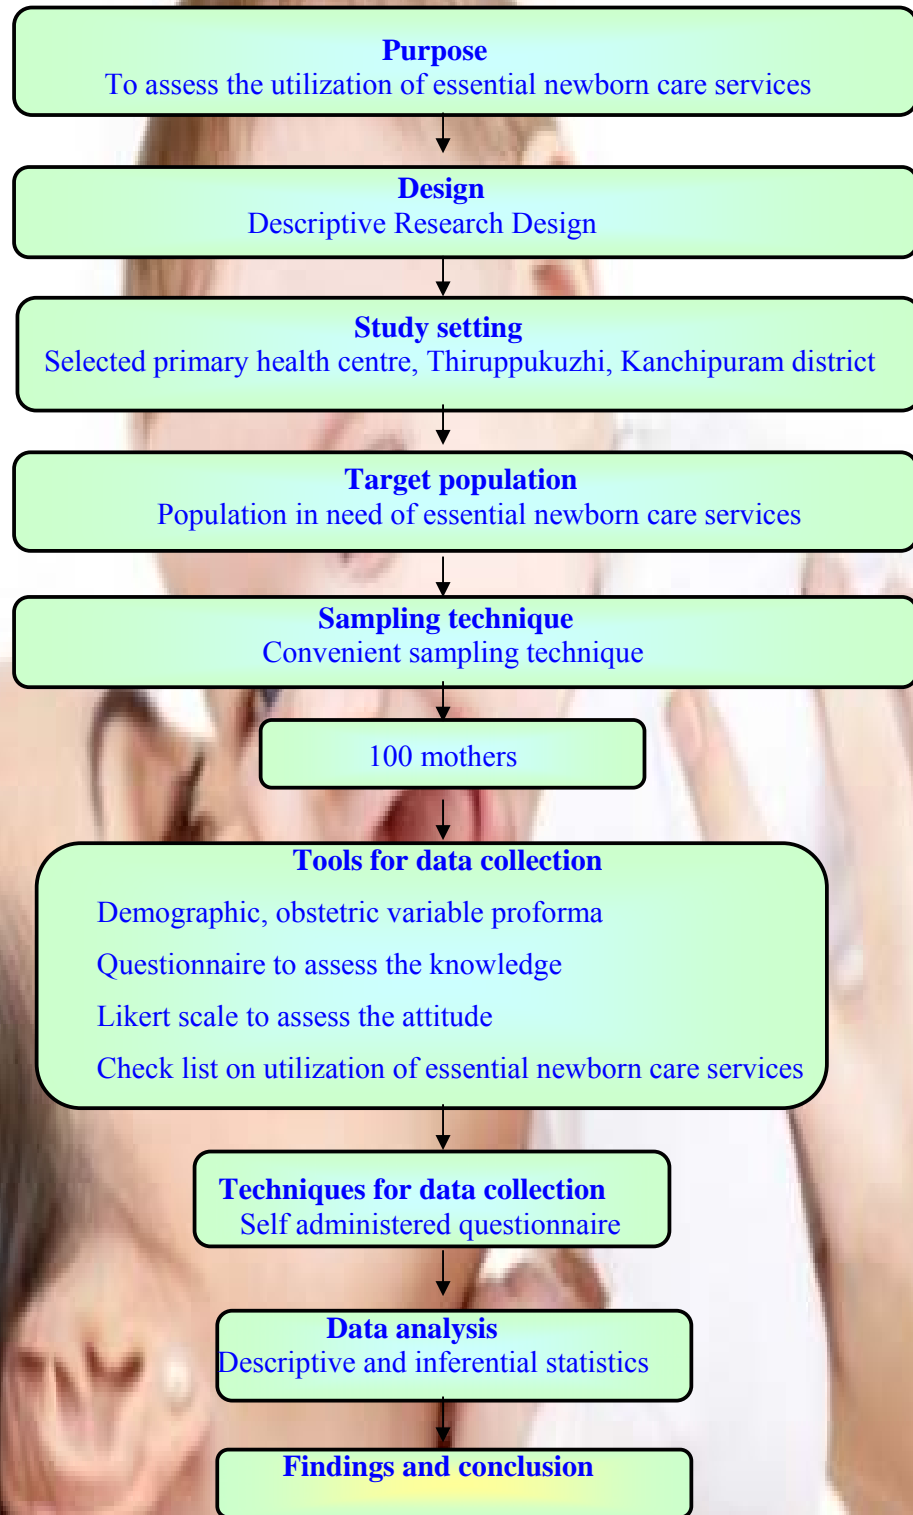 Purpose
To assess the utilization of essential newborn care services
Design
Descriptive Research Design
Study setting
Selected primary health centre, Thiruppukuzhi, Kanchipuram district
Target population
Population in need of essential newborn care services
Sampling technique
Convenient sampling technique
100 mothers
Tools for data collection
Demographic, obstetric variable proforma
Questionnaire to assess the knowledge
Likert scale to assess the attitude
Check list on utilization of essential newborn care services
Techniques for data collection
Self administered questionnaire
Data analysis
Descriptive and inferential statistics
Findings and conclusion